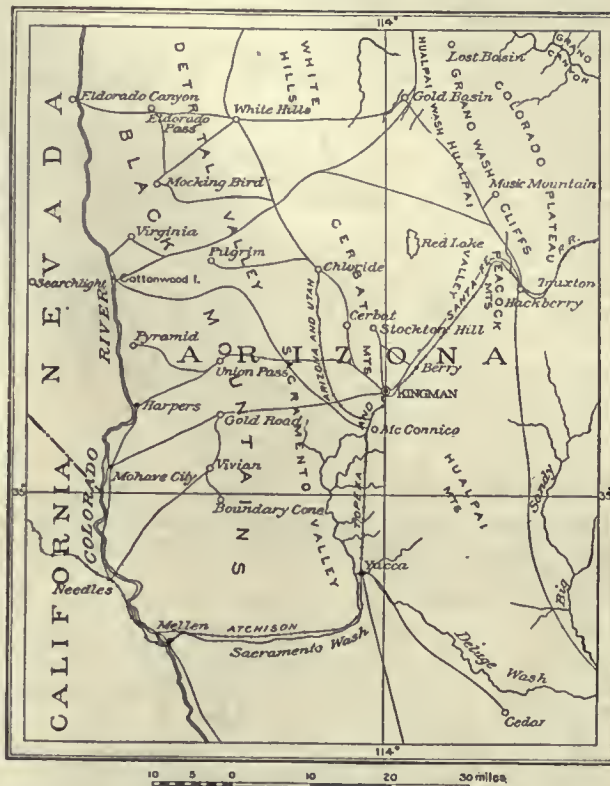 114°
GRAND
CANYON
DETRITAL
WHITE
HILLS
HUALPAI
WASH
Lost Basin
GRAND WASH
CLIFFS
COLORADO
PLATEAU
Eldorado Canyon
Eldorado
Pass
White Hills
Gold Basin
BLACK
HUALPAI
Mocking Bird
Music Mountain
NEVADA
VALLEY
CERBAT
Virginia
Pilgrim
Red Lake
VALLEY
PEACOCK
MTS
R.
Searchlight
Cottonwood I.
Chloride
SANTA FE
Truxton
Hackberry
RIVER
Cerbat
Stockton Hill
MTS
Pyramid
ARIZONA
ARIZONA AND UTAH
Union Pass
Berry
MOUNTAINS
SACRAMENTO
KINGMAN
Harpers
Gold Road
AND
Mc Connico
Mohave City
Vivian
HUALPAI
MTS
35°
35°
COLORADO
Boundary Cone
VALLEY
TOPEKA
Sandy
CALIFORNIA
Needles
Yucca
Big
Mellen
ATCHISON
Sacramento Wash
Deluge Wash
Cedar
114°
10 5 0 10 20 30 miles